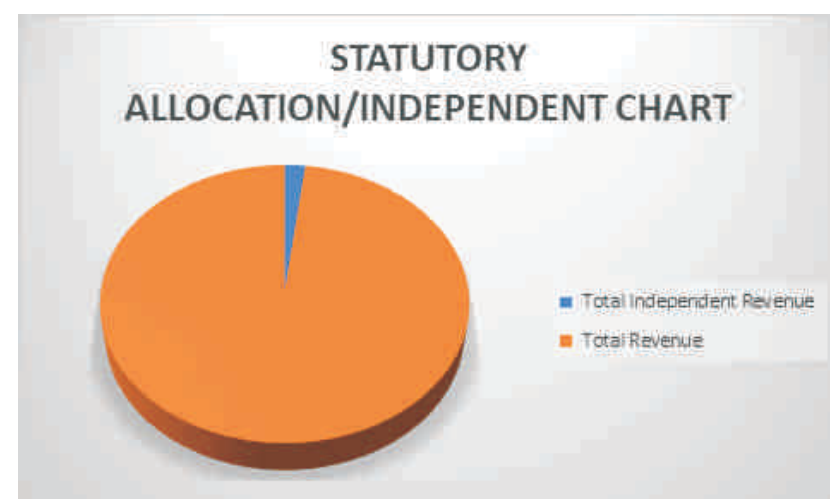 STATUTORY
ALLOCATION/INDEPENDENT CHART
Total Independent Revenue
Total Revenue